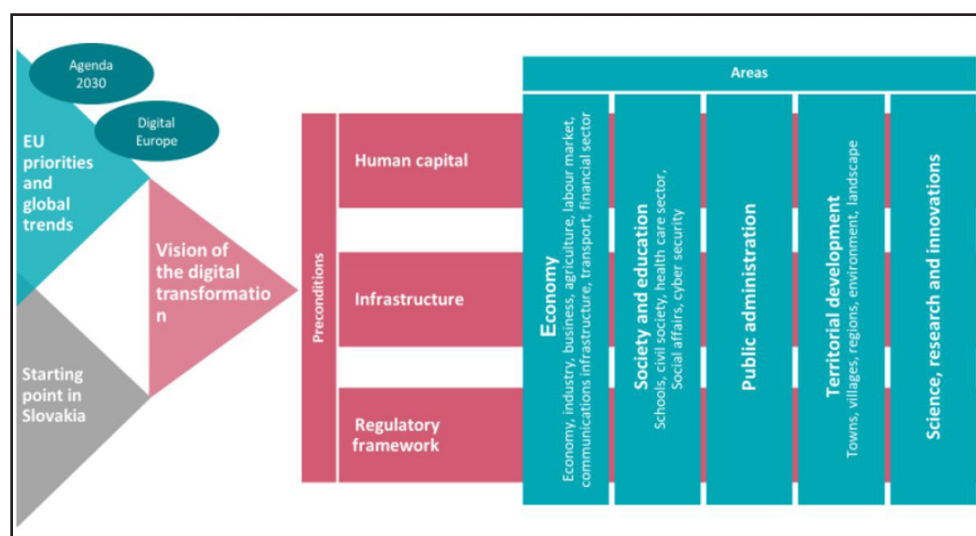 Agenda
2030
Digital
Europe
EU
priorities
and
global
trends
Starting
point in
Slovakia
Vision of
the digital
transformatio
n
Preconditions
Human capital
Infrastructure
Regulatory
framework
Areas
Economy
Economy, industry, business, agriculture, labour market,
communications infrastructure, transport, financial sector
Society and education
Schools, civil society, health care sector,
Social affairs, cyber security
Public administration
Territorial development
Towns, villages, regions, environment, landscape
Science, research and innovations